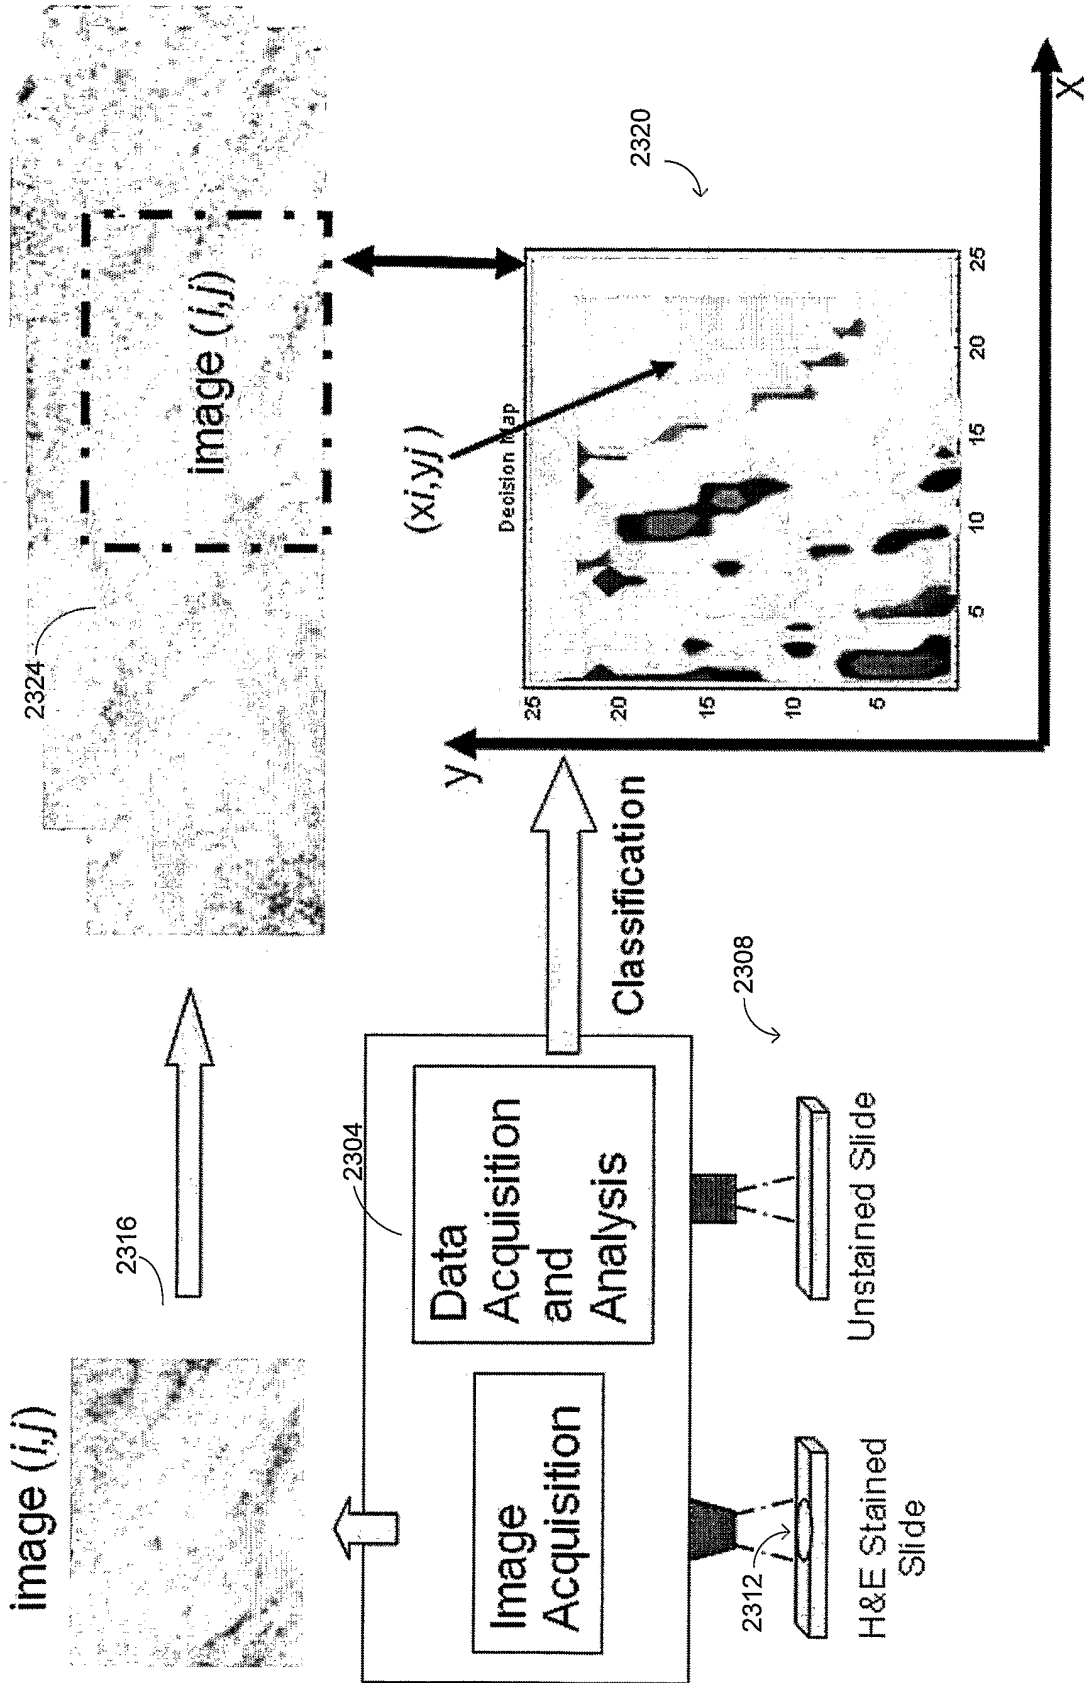 image (i,j)
2316
2324
image (i,j)
2304
Image
Acquisition
Data
Acquisition
and
Analysis
Classification
2312
H&E Stained
Slide
Unstained Slide
2308
2320
(xi,yj)
Decision Map
y
25
20
15
10
5
5
10
15
20
25
X